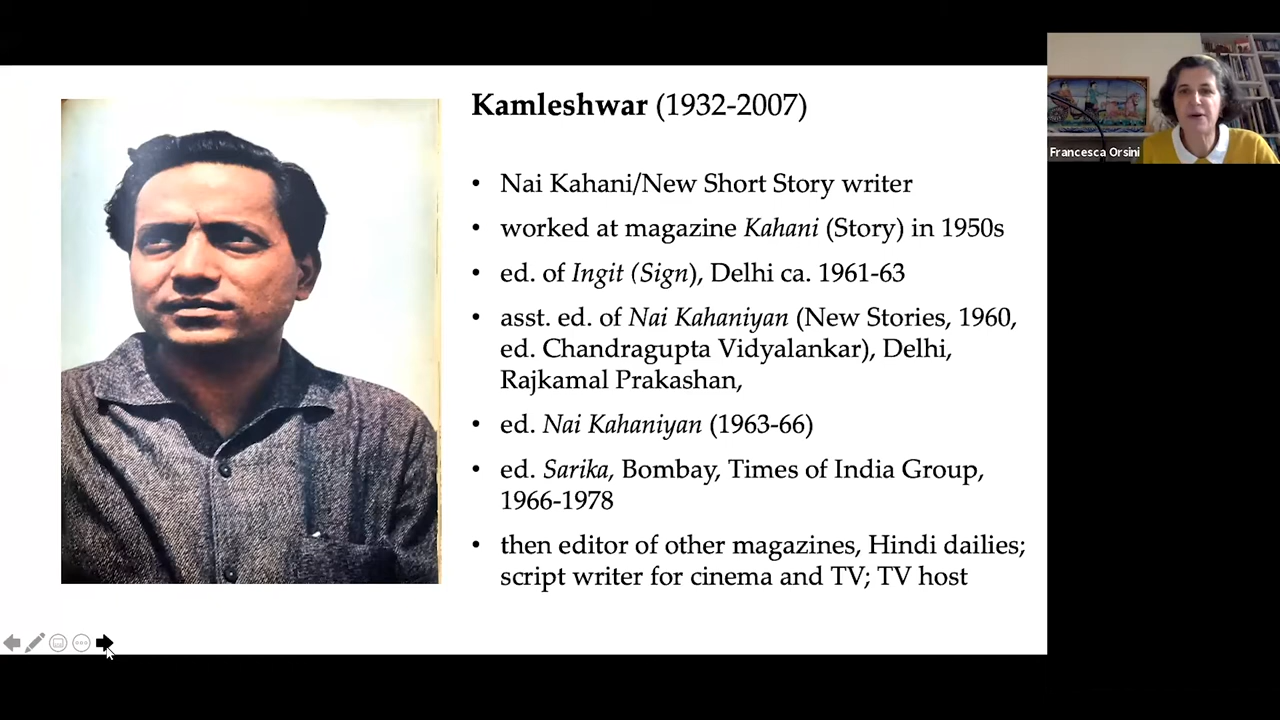 Kamleshwar (1932-2007)
• Nai Kahani/New Short Story writer
• worked at magazine Kahani (Story) in 1950s
• ed. of Ingit (Sign), Delhi ca. 1961-63
• asst. ed. of Nai Kahaniyan (New Stories, 1960,
ed. Chandragupta Vidyalankar), Delhi,
Rajkamal Prakashan,
• ed. Nai Kahaniyan (1963-66)
• ed. Sarika, Bombay, Times of India Group,
1966-1978
• then editor of other magazines, Hindi dailies;
script writer for cinema and TV; TV host
Francesca Orsini